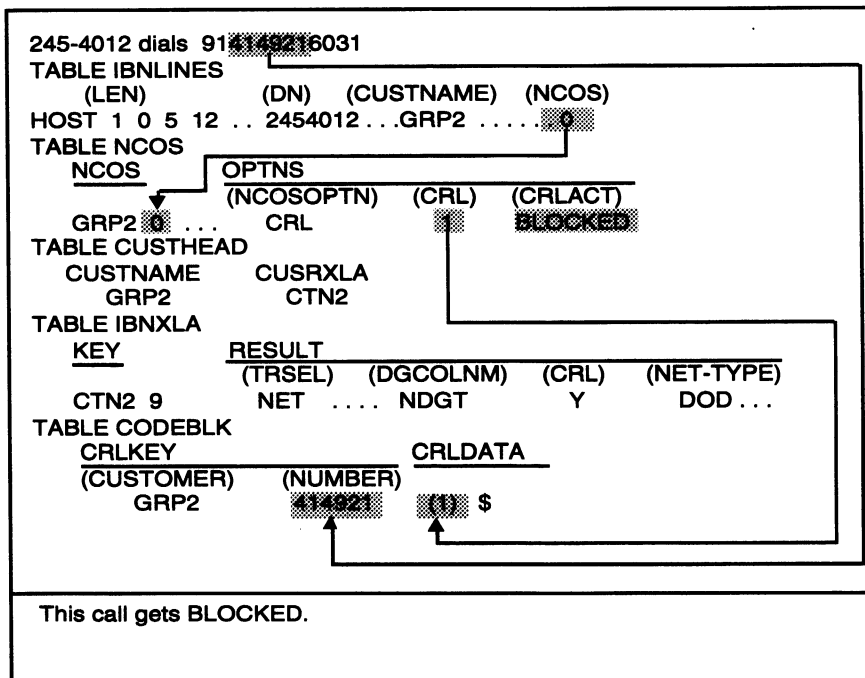 245-4012 dials 914149216031
TABLE IBNLINES
(LEN) (DN) (CUSTNAME) (NCOS)
HOST 1 0 5 12 . . 2454012 . . . GRP2 . . . . . . 0
TABLE NCOS
NCOS OPTNS
(NCOSOPTN) (CRL) (CRLACT)
GRP2 0 . . . CRL 1 BLOCKED
TABLE CUSTHEAD
CUSTNAME CUSRXLA
GRP2 CTN2
TABLE IBNXLA
KEY RESULT
(TRSEL) (DGCOLNM) (CRL) (NET-TYPE)
CTN2 9 NET . . . . NDGT Y DOD . . .
TABLE CODEBLK
CRLKEY CRLDATA
(CUSTOMER) (NUMBER)
GRP2 414921 (1) $
This call gets BLOCKED.